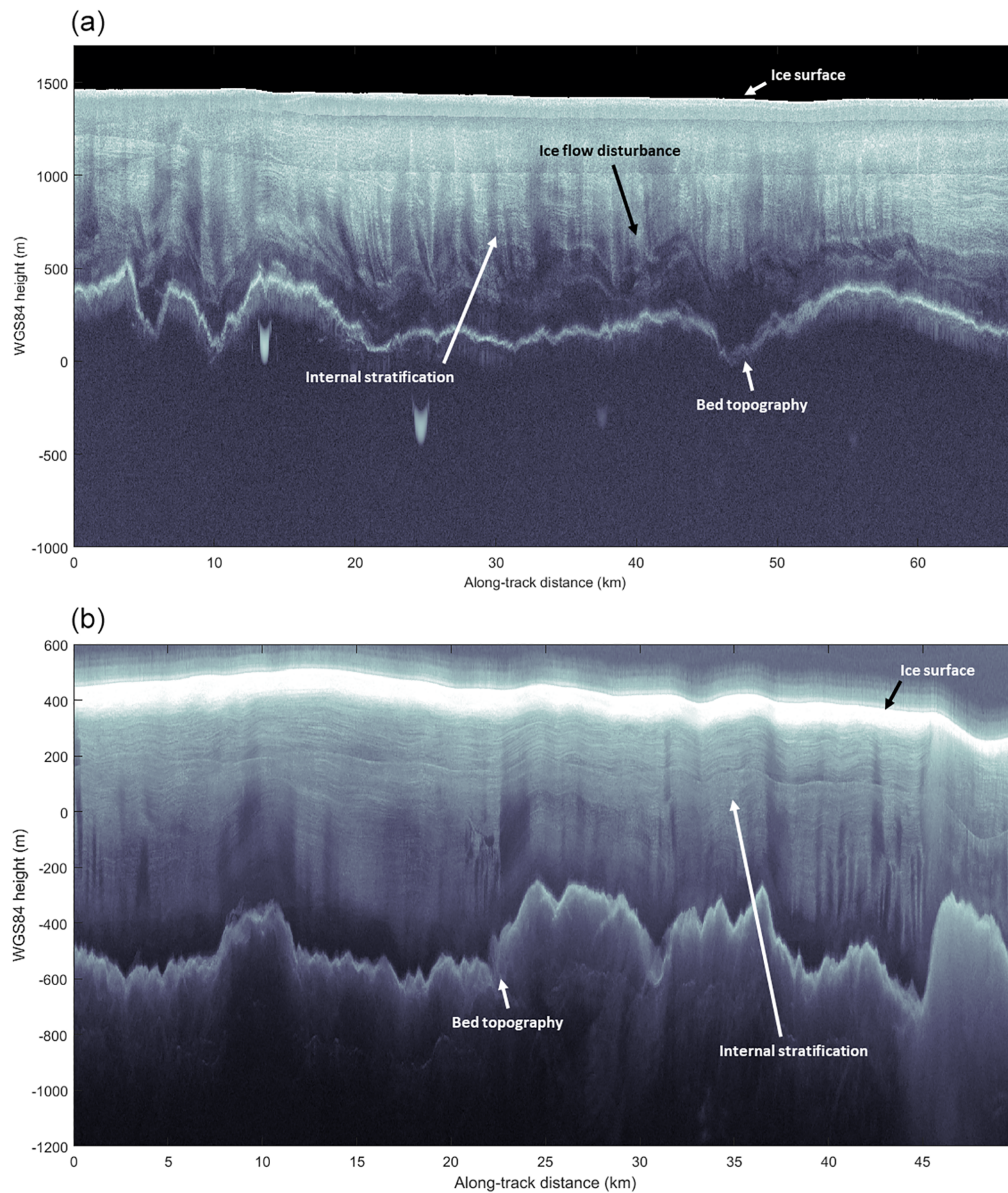 (a)
1500
1000
500
0
-500
-1000
WGS84 height (m)
Ice surface
Ice flow disturbance
Internal stratification
Bed topography
0 10 20 30 40 50 60
Along-track distance (km)
(b)
600
400
200
0
-200
-400
-600
-800
-1000
-1200
WGS84 height (m)
Ice surface
Bed topography
Internal stratification
0 5 10 15 20 25 30 35 40 45
Along-track distance (km)